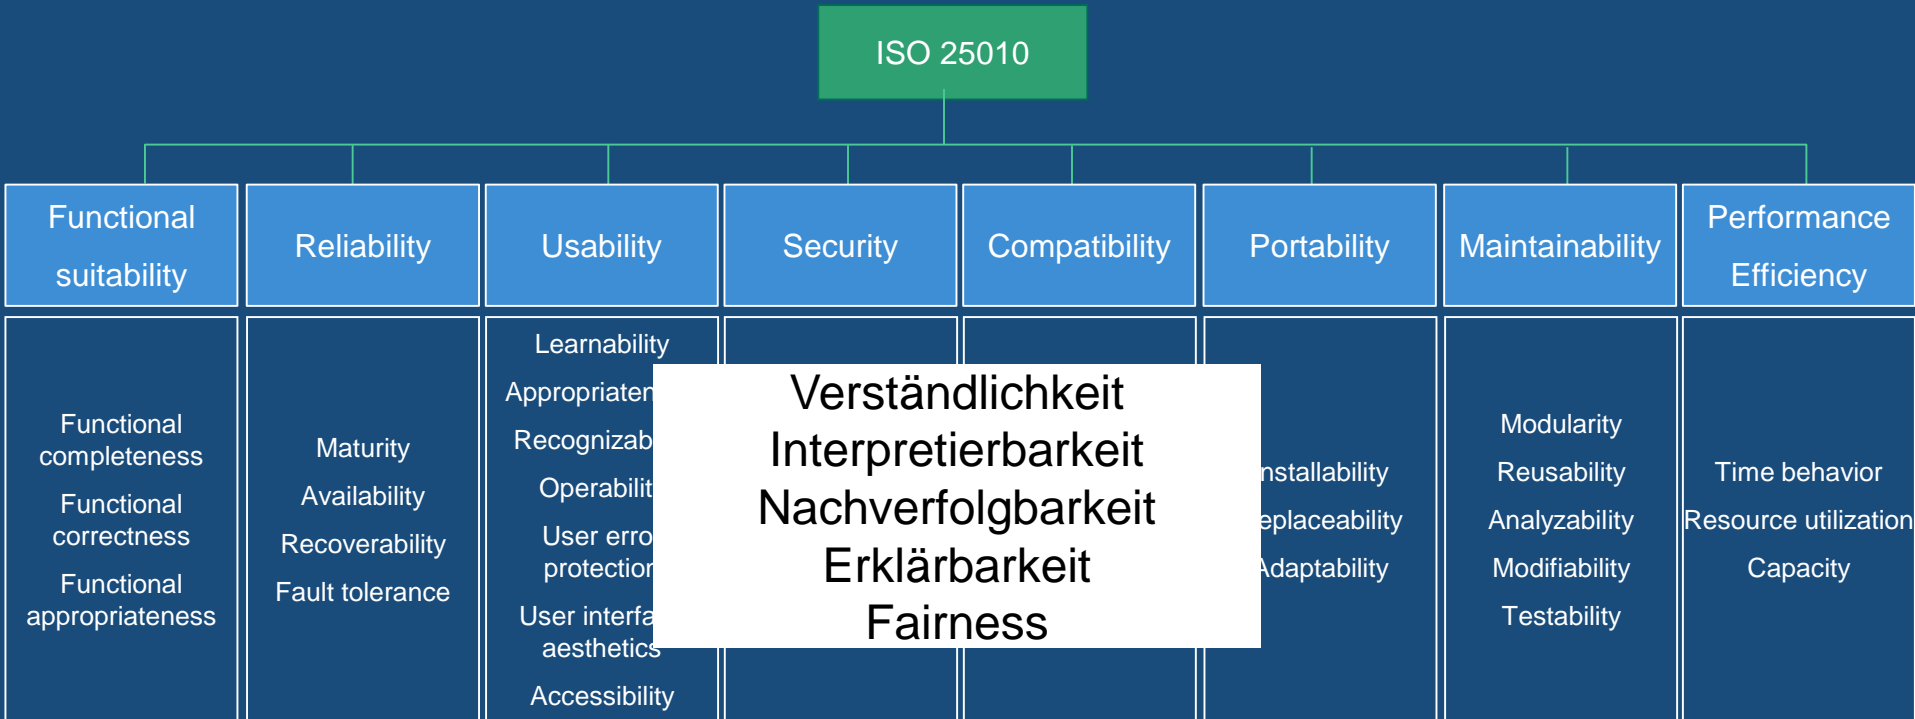 ISO 25010
Functional
suitability
Reliability
Usability
Security
Compatibility
Portability
Maintainability
Performance
Efficiency
Functional
completeness
Functional
correctness
Functional
appropriateness
Maturity
Availability
Recoverability
Fault tolerance
Learnability
Appropriaten
Recognizab
Operabilit
User erro
protection
User interfa
aesthetics
Accessibility
Verständlichkeit
Interpretierbarkeit
Nachverfolgbarkeit
Erklärbarkeit
Fairness
nstallability
eplaceability
Adaptability
Modularity
Reusability
Analyzability
Modifiability
Testability
Time behavior
Resource utilization
Capacity